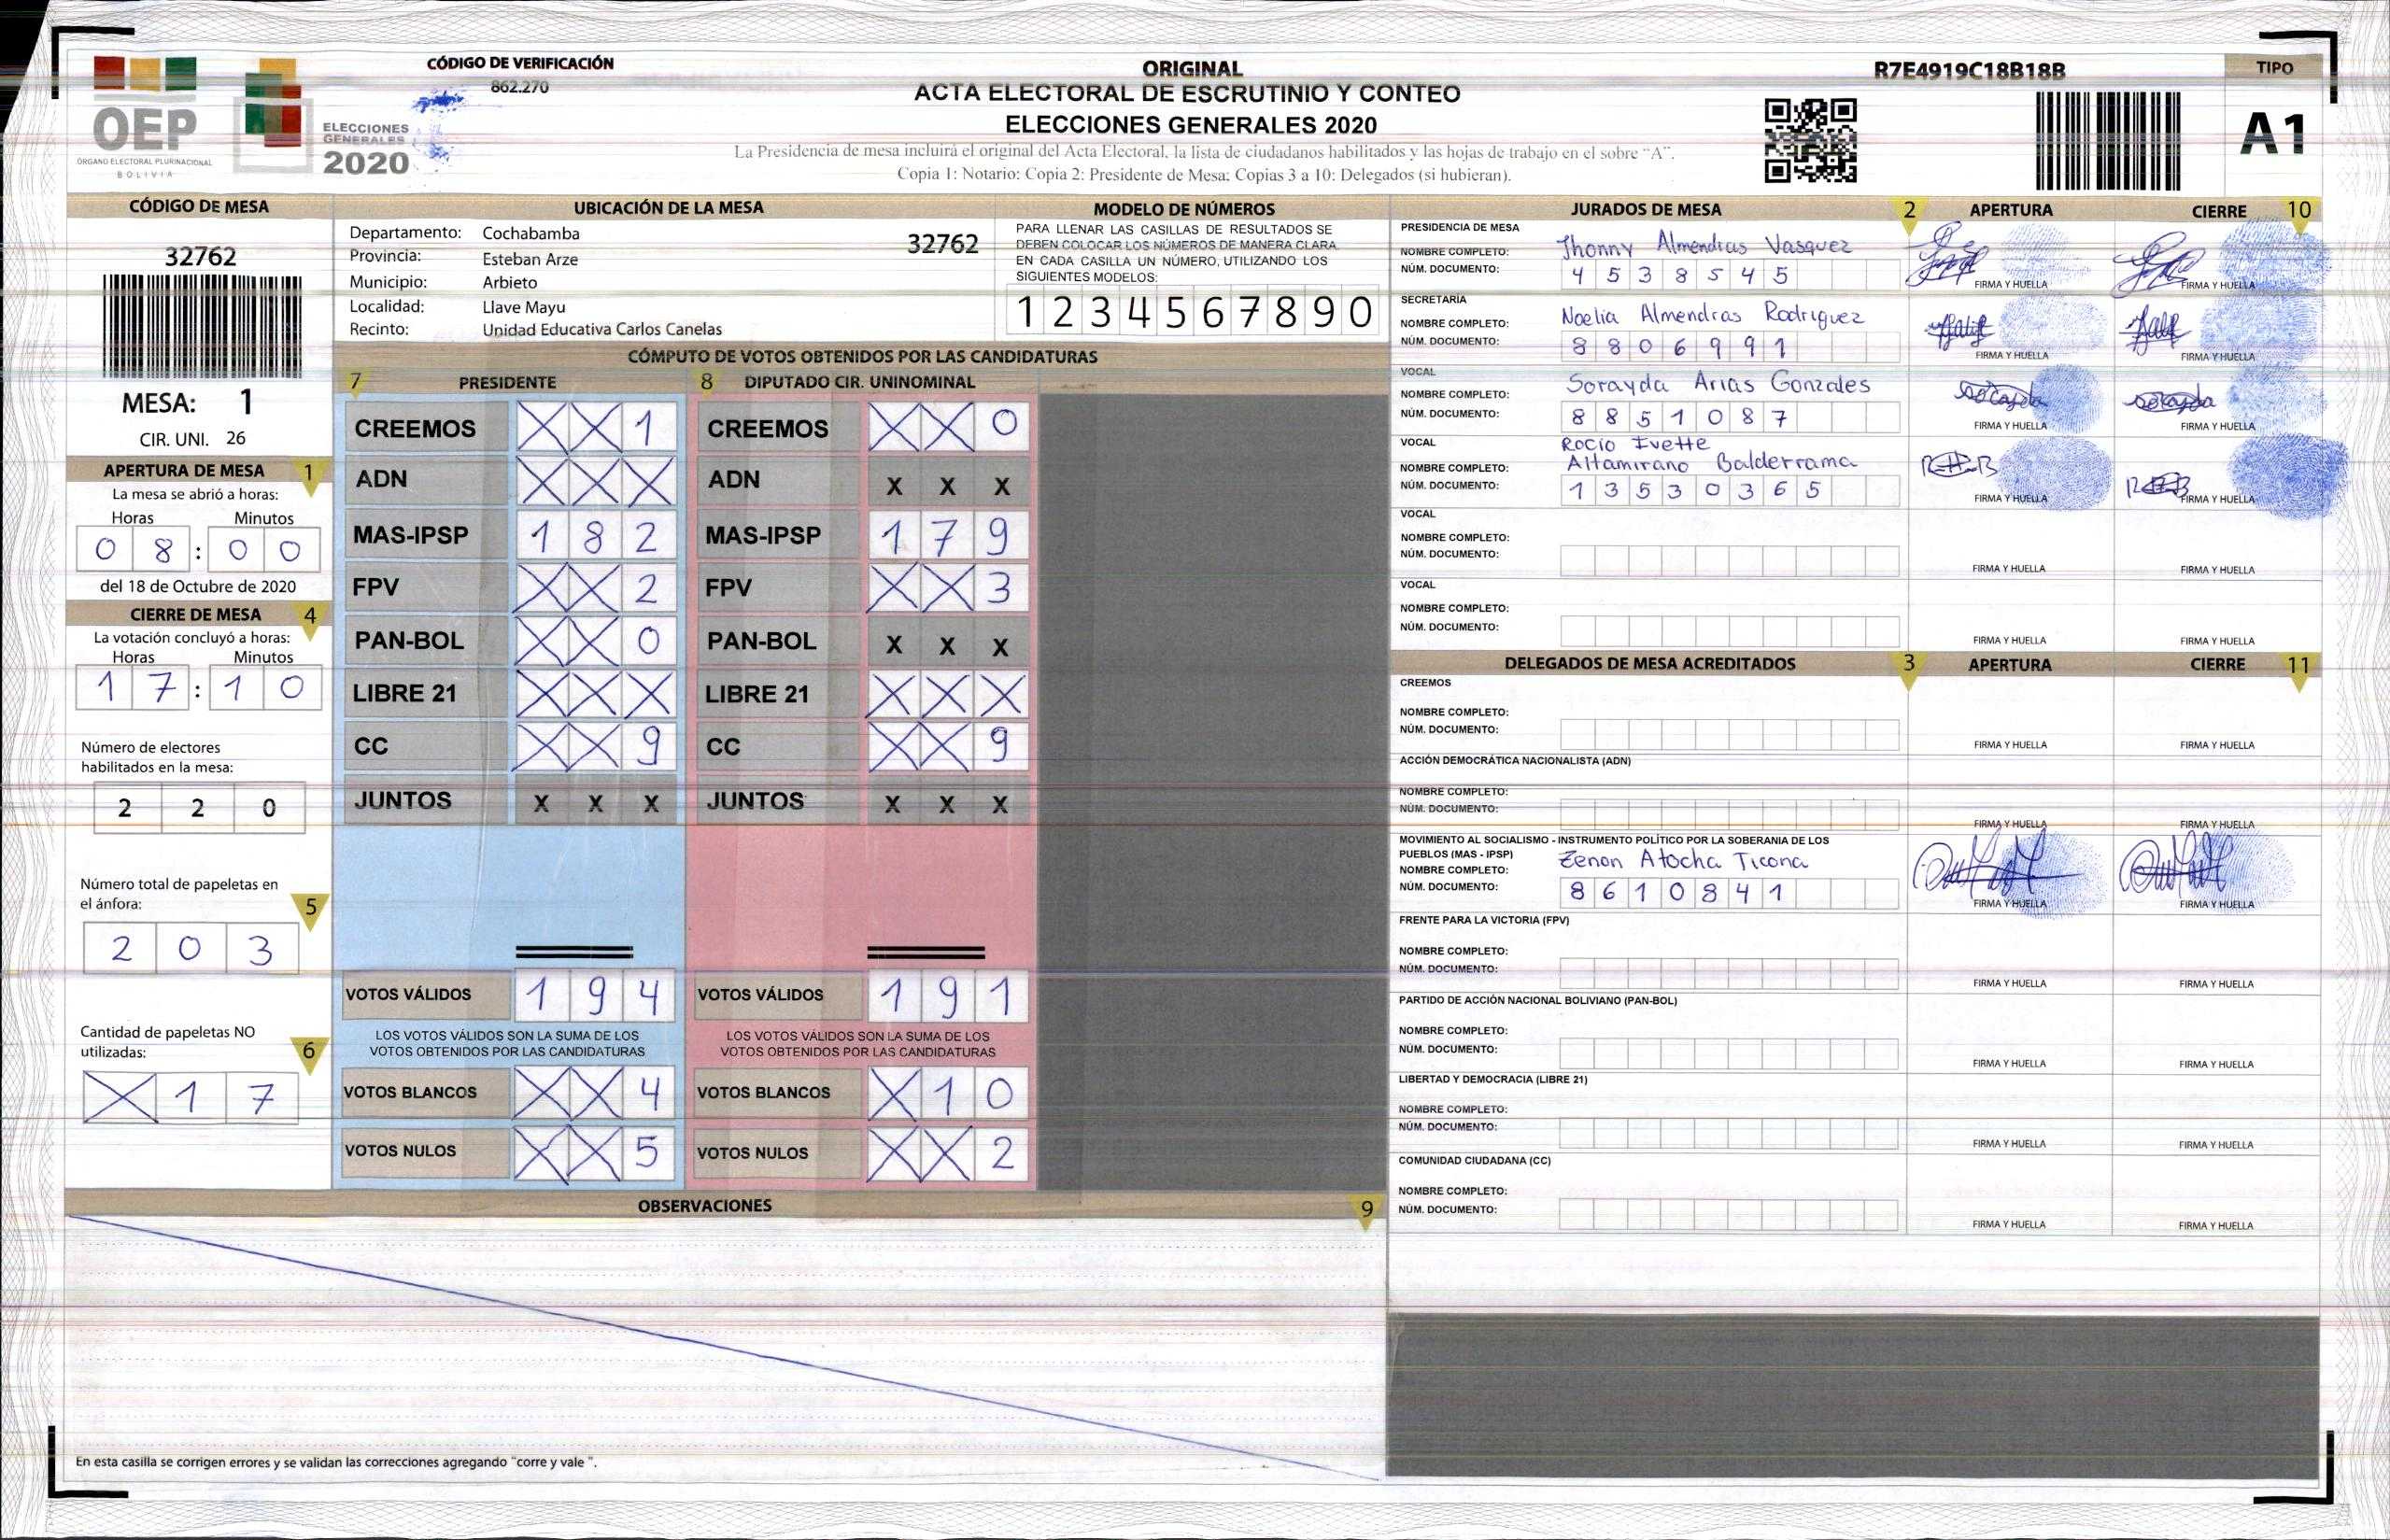 OEP
ÓRGANO ELECTORAL PLURINACIONAL
BOLIVIA
ELECCIONES
GENERALES
2020
CÓDIGO DE VERIFICACIÓN
862.270
ORIGINAL
ACTA ELECTORAL DE ESCRUTINIO Y CONTEO
ELECCIONES GENERALES 2020
La Presidencia de mesa incluirá el original del Acta Electoral, la lista de ciudadanos habilitados y las hojas de trabajo en el sobre "A".
Copia 1: Notario; Copia 2: Presidente de Mesa; Copias 3 a 10: Delegados (si hubieran).
R7E4919C18B18B
TIPO
A1
CÓDIGO DE MESA
32762
MESA: 1
CIR. UNI. 26
APERTURA DE MESA 1
La mesa se abrió a horas:
Horas Minutos
0 8 : 0 0
del 18 de Octubre de 2020
CIERRE DE MESA 4
La votación concluyó a horas:
Horas Minutos
1 7 : 1 0
Número de electores
habilitados en la mesa:
2 2 0
Número total de papeletas en
el ánfora: 5
2 0 3
Cantidad de papeletas NO
utilizadas: 6
X 1 7
UBICACIÓN DE LA MESA
Departamento: Cochabamba
32762
Provincia: Esteban Arze
Municipio: Arbieto
Localidad: Llave Mayu
Recinto: Unidad Educativa Carlos Canelas
MODELO DE NÚMEROS
PARA LLENAR LAS CASILLAS DE RESULTADOS SE
DEBEN COLOCAR LOS NÚMEROS DE MANERA CLARA
EN CADA CASILLA UN NÚMERO, UTILIZANDO LOS
SIGUIENTES MODELOS:
1 2 3 4 5 6 7 8 9 0
CÓMPUTO DE VOTOS OBTENIDOS POR LAS CANDIDATURAS
7 PRESIDENTE
CREEMOS X X 1
ADN X X X
MAS-IPSP 1 8 2
FPV X X 2
PAN-BOL X X 0
LIBRE 21 X X X
CC X X 9
JUNTOS X X X
VOTOS VÁLIDOS 1 9 4
LOS VOTOS VÁLIDOS SON LA SUMA DE LOS
VOTOS OBTENIDOS POR LAS CANDIDATURAS
VOTOS BLANCOS X X 4
VOTOS NULOS X X 5
8 DIPUTADO CIR. UNINOMINAL
CREEMOS X X 0
ADN X X X
MAS-IPSP 1 7 9
FPV X X 3
PAN-BOL X X X
LIBRE 21 X X X
CC X X 9
JUNTOS X X X
VOTOS VÁLIDOS 1 9 1
LOS VOTOS VÁLIDOS SON LA SUMA DE LOS
VOTOS OBTENIDOS POR LAS CANDIDATURAS
VOTOS BLANCOS X 1 0
VOTOS NULOS X X 2
OBSERVACIONES 9
En esta casilla se corrigen errores y se validan las correcciones agregando "corre y vale ".
JURADOS DE MESA 2 APERTURA CIERRE 10
PRESIDENCIA DE MESA
NOMBRE COMPLETO: Jhonny Almendras Vasquez
NÚM. DOCUMENTO: 4 5 3 8 5 4 5
FIRMA Y HUELLA FIRMA Y HUELLA
SECRETARÍA
NOMBRE COMPLETO: Noelia Almendras Rodriguez
NÚM. DOCUMENTO: 8 8 0 6 9 9 1
FIRMA Y HUELLA FIRMA Y HUELLA
VOCAL
NOMBRE COMPLETO: Sorayda Arias Gonzales
NÚM. DOCUMENTO: 8 8 5 1 0 8 7
FIRMA Y HUELLA FIRMA Y HUELLA
VOCAL Rocio Ivette
NOMBRE COMPLETO: Altamirano Balderrama
NÚM. DOCUMENTO: 1 3 5 3 0 3 6 5
FIRMA Y HUELLA FIRMA Y HUELLA
VOCAL
NOMBRE COMPLETO:
NÚM. DOCUMENTO:
FIRMA Y HUELLA FIRMA Y HUELLA
VOCAL
NOMBRE COMPLETO:
NÚM. DOCUMENTO:
FIRMA Y HUELLA FIRMA Y HUELLA
DELEGADOS DE MESA ACREDITADOS 3 APERTURA CIERRE 11
CREEMOS
NOMBRE COMPLETO:
NÚM. DOCUMENTO:
FIRMA Y HUELLA FIRMA Y HUELLA
ACCIÓN DEMOCRÁTICA NACIONALISTA (ADN)
NOMBRE COMPLETO:
NÚM. DOCUMENTO:
FIRMA Y HUELLA FIRMA Y HUELLA
MOVIMIENTO AL SOCIALISMO - INSTRUMENTO POLÍTICO POR LA SOBERANIA DE LOS
PUEBLOS (MAS - IPSP)
NOMBRE COMPLETO: Zenon Atocha Ticona
NÚM. DOCUMENTO: 8 6 1 0 8 4 1
FIRMA Y HUELLA FIRMA Y HUELLA
FRENTE PARA LA VICTORIA (FPV)
NOMBRE COMPLETO:
NÚM. DOCUMENTO:
FIRMA Y HUELLA FIRMA Y HUELLA
PARTIDO DE ACCIÓN NACIONAL BOLIVIANO (PAN-BOL)
NOMBRE COMPLETO:
NÚM. DOCUMENTO:
FIRMA Y HUELLA FIRMA Y HUELLA
LIBERTAD Y DEMOCRACIA (LIBRE 21)
NOMBRE COMPLETO:
NÚM. DOCUMENTO:
FIRMA Y HUELLA FIRMA Y HUELLA
COMUNIDAD CIUDADANA (CC)
NOMBRE COMPLETO:
NÚM. DOCUMENTO:
FIRMA Y HUELLA FIRMA Y HUELLA